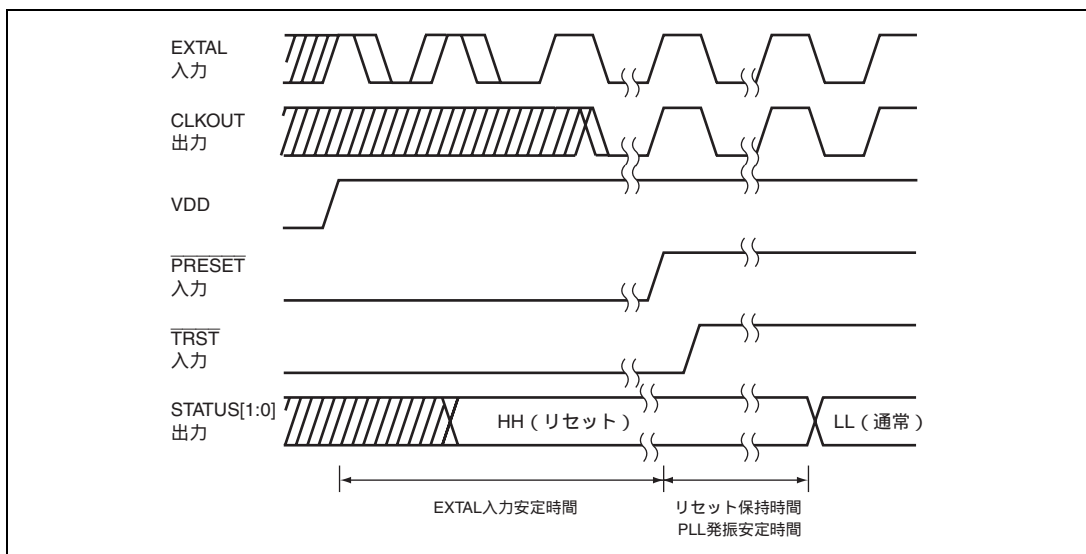 EXTAL
入力
CLKOUT
出力
VDD
PRESET
入力
TRST
入力
STATUS[1:0]
出力
HH（リセット）
LL（通常）
EXTAL入力安定時間
リセット保持時間
PLL発振安定時間